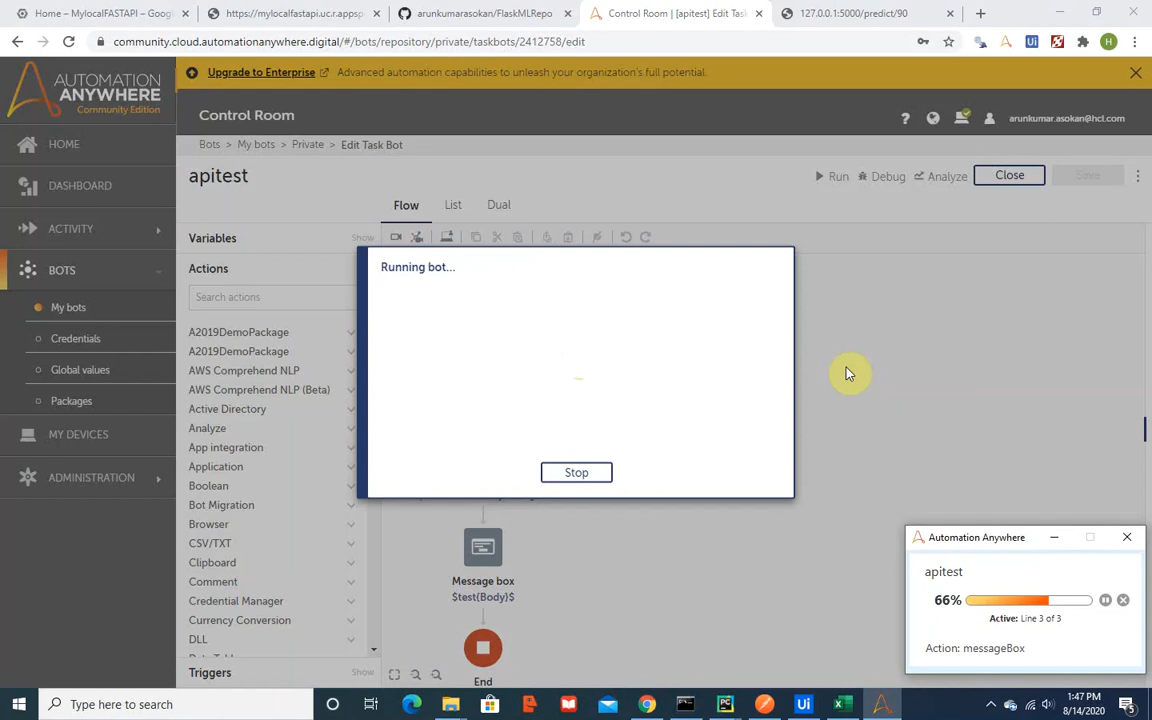 Home – MylocalFASTAPI – Google
https://mylocalfastapi.uc.r.appsp
arunkumarasokan/FlaskMLRepo
Control Room | [apitest] Edit Task
127.0.0.1:5000/predict/90
community.cloud.automationanywhere.digital/#/bots/repository/private/taskbots/2412758/edit
H
AUTOMATION
ANYWHERE
Community Edition
Upgrade to Enterprise
Advanced automation capabilities to unleash your organization's full potential.
Control Room
? arunkumar.asokan@hcl.com
Bots > My bots > Private > Edit Task Bot
apitest
Run Debug Analyze Close Save
Flow List Dual
HOME
DASHBOARD
ACTIVITY
BOTS
My bots
Credentials
Global values
Packages
MY DEVICES
ADMINISTRATION
Variables Show
Actions
Search actions
A2019DemoPackage
A2019DemoPackage
AWS Comprehend NLP
AWS Comprehend NLP (Beta)
Active Directory
Analyze
App integration
Application
Boolean
Bot Migration
Browser
CSV/TXT
Clipboard
Comment
Credential Manager
Currency Conversion
DLL
Triggers Show
Running bot...
Stop
Message box
$test{Body}$
End
Automation Anywhere
apitest
66%
Active: Line 3 of 3
Action: messageBox
Type here to search
PC
Ui
1:47 PM
8/14/2020
5